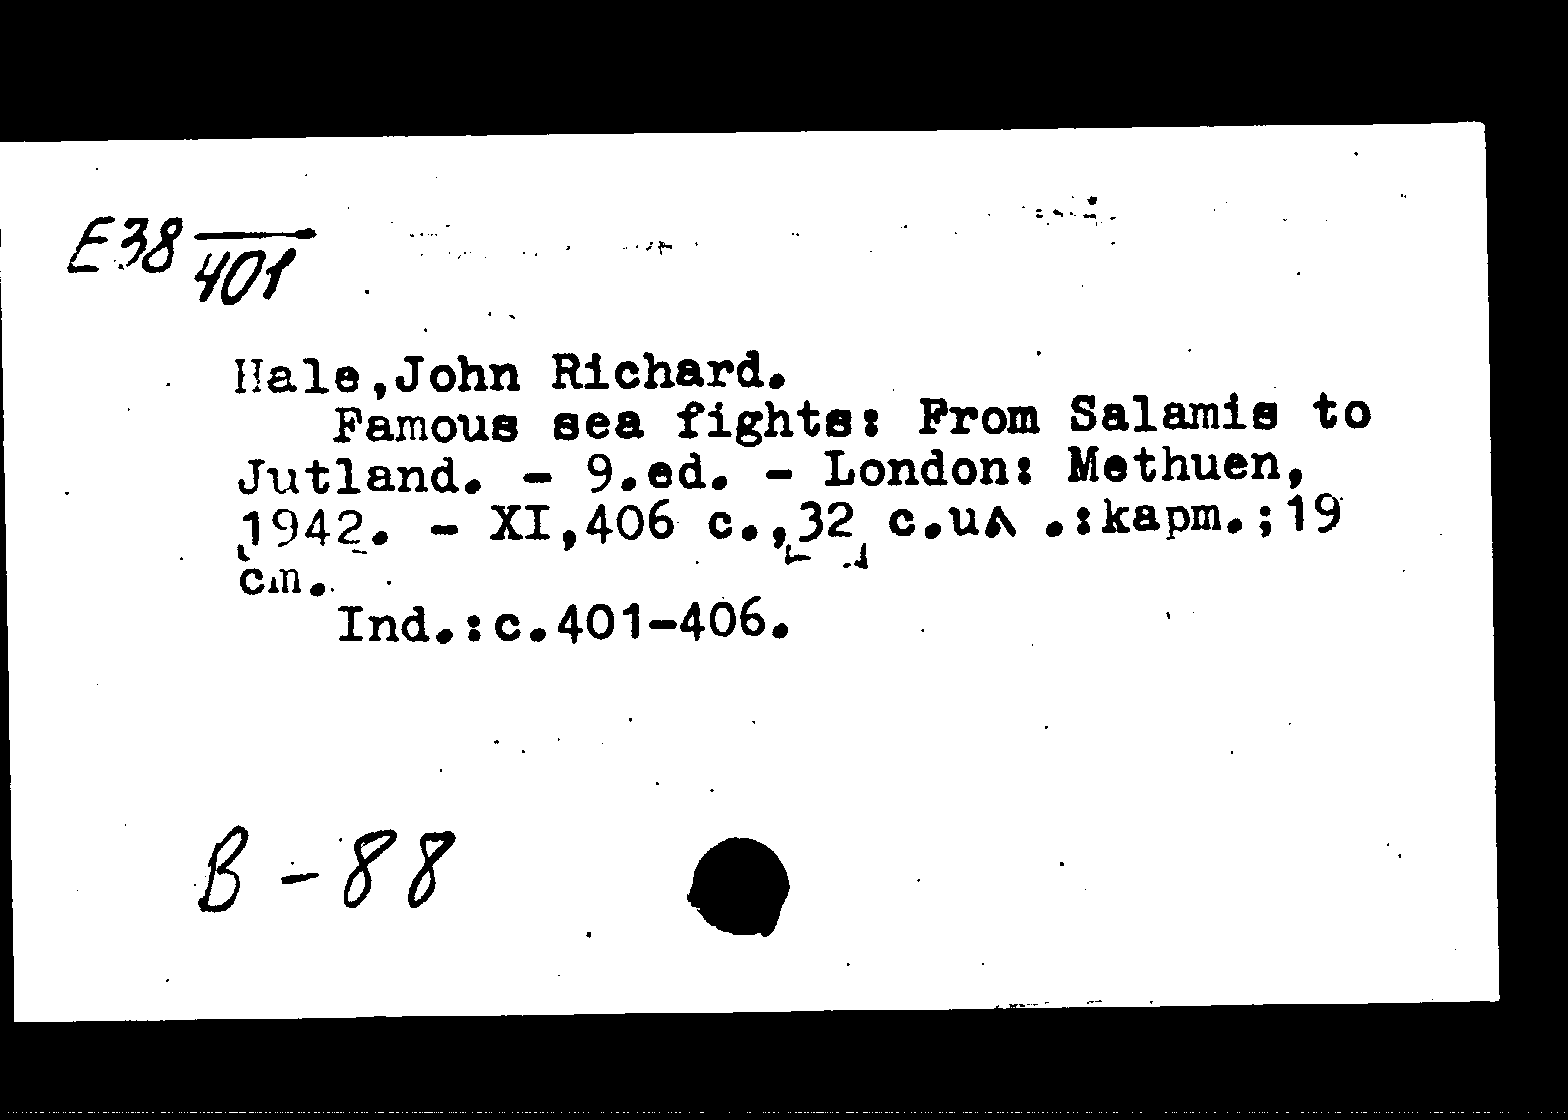 E38 401
Hale,John Richard.
Famous sea fights: From Salamis to
Jutland. - 9.ed. - London: Methuen,
1942. - XI,406 c.,[32] с.ил .:карт.;19
cm.
Ind.:c.401-406.
B - 88